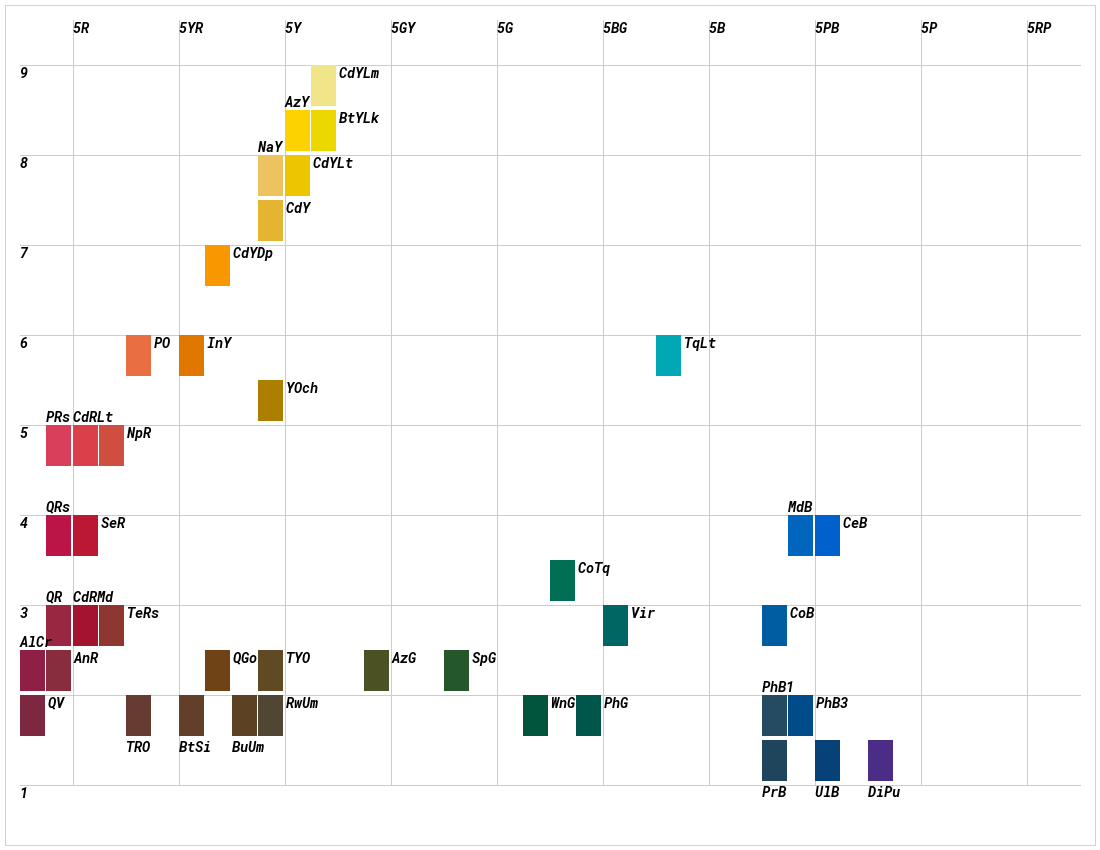 5R 5YR 5Y 5GY 5G 5BG 5B 5PB 5P 5RP
9 CdYLm
AzY
BtYLk
NaY
8 CdYLt
CdY
7 CdYDp
6 PO InY TqLt
YOch
PRs CdRLt
5 NpR
QRs MdB
4 SeR CeB
CoTq
QR CdRMd
3 TeRs Vir CoB
AlCr
AnR QGo TYO AzG SpG
PhB1
QV RwUm WnG PhG PhB3
TRO BtSi BuUm
1 PrB UlB DiPu